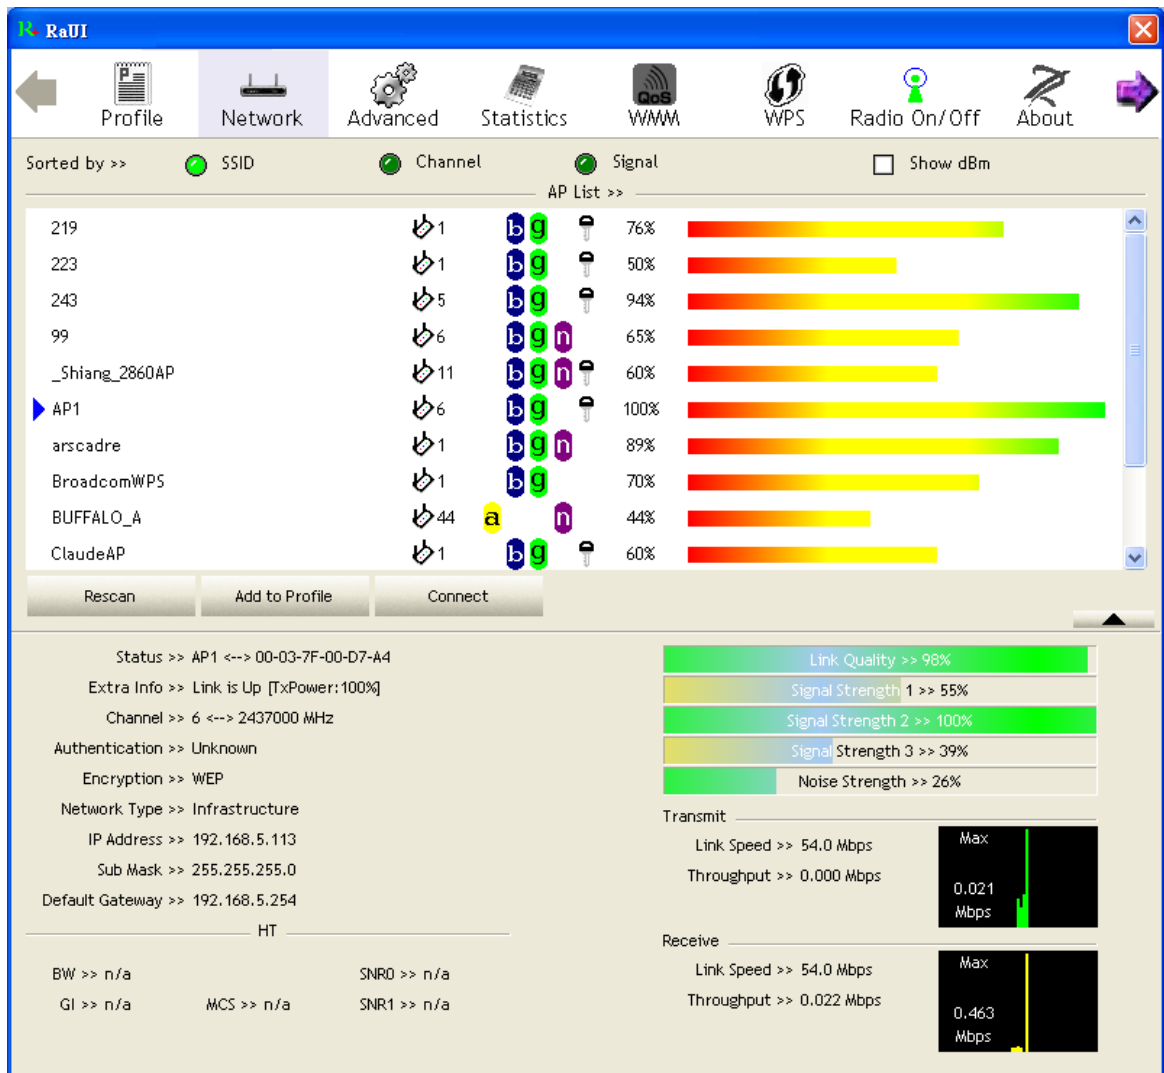 RaUI
Profile Network Advanced Statistics WMM WPS Radio On/Off About
QoS
Sorted by >> SSID Channel Signal Show dBm
AP List >>
219 1 b g 76%
223 1 b g 50%
243 5 b g 94%
99 6 b g n 65%
_Shiang_2860AP 11 b g n 60%
AP1 6 b g 100%
arscadre 1 b g n 89%
BroadcomWPS 1 b g 70%
BUFFALO_A 44 a n 44%
ClaudeAP 1 b g 60%
Rescan Add to Profile Connect
Status >> AP1 <--> 00-03-7F-00-D7-A4
Extra Info >> Link is Up [TxPower:100%]
Channel >> 6 <--> 2437000 MHz
Authentication >> Unknown
Encryption >> WEP
Network Type >> Infrastructure
IP Address >> 192.168.5.113
Sub Mask >> 255.255.255.0
Default Gateway >> 192.168.5.254
HT
BW >> n/a SNR0 >> n/a
GI >> n/a MCS >> n/a SNR1 >> n/a
Link Quality >> 98%
Signal Strength 1 >> 55%
Signal Strength 2 >> 100%
Signal Strength 3 >> 39%
Noise Strength >> 26%
Transmit
Link Speed >> 54.0 Mbps
Throughput >> 0.000 Mbps
Max
0.021
Mbps
Receive
Link Speed >> 54.0 Mbps
Throughput >> 0.022 Mbps
Max
0.463
Mbps